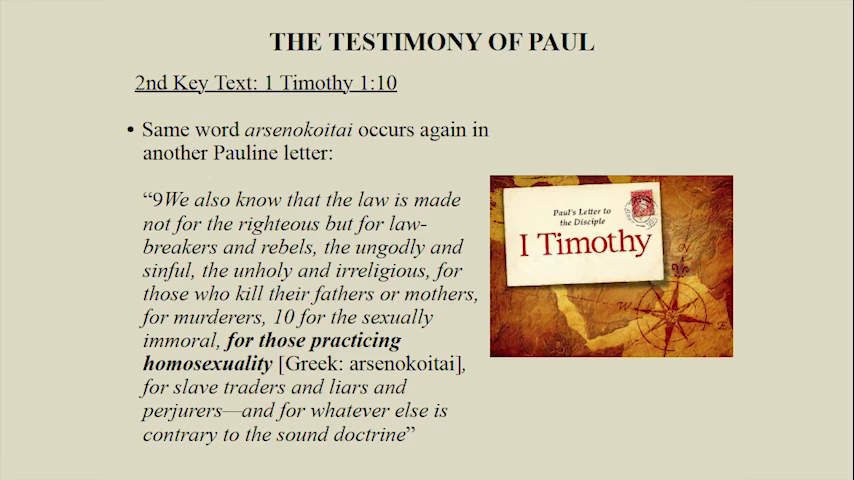 THE TESTIMONY OF PAUL
2nd Key Text: 1 Timothy 1:10
• Same word arsenokoitai occurs again in
another Pauline letter:
“9We also know that the law is made
not for the righteous but for law-
breakers and rebels, the ungodly and
sinful, the unholy and irreligious, for
those who kill their fathers or mothers,
for murderers, 10 for the sexually
immoral, for those practicing
homosexuality [Greek: arsenokoitai],
for slave traders and liars and
perjurers—and for whatever else is
contrary to the sound doctrine”
Paul's Letter to
the Disciple
I Timothy
W
E